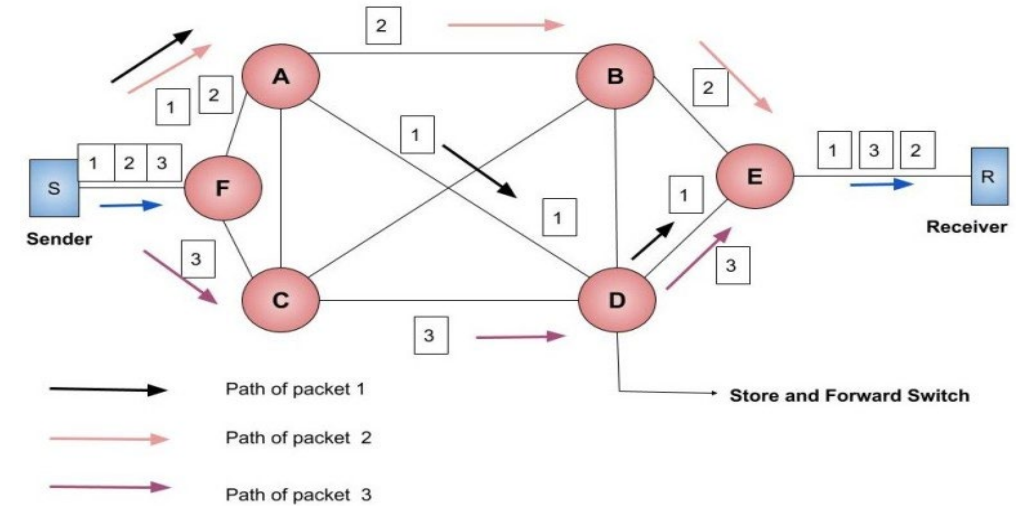 2
A
B
2
1
2
1
1 2 3
S
F
1
E
1 3 2
R
Sender
Receiver
1
3
3
C
D
3
Path of packet 1
Store and Forward Switch
Path of packet 2
Path of packet 3